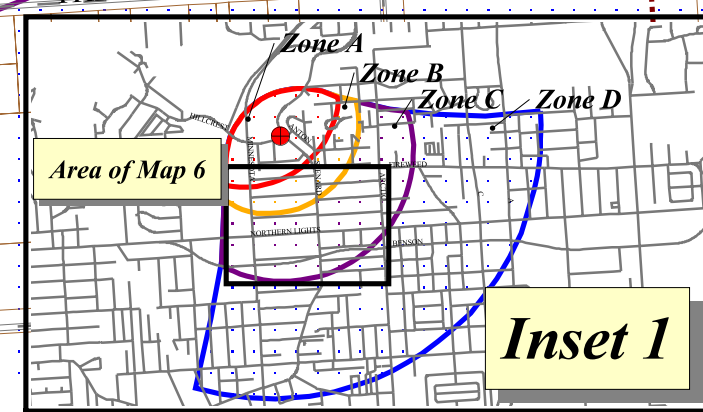 Zone A
Zone B
Zone C
Zone D
HILLCREST
Area of Map 6
NORTHERN LIGHTS
BENSON
Inset 1